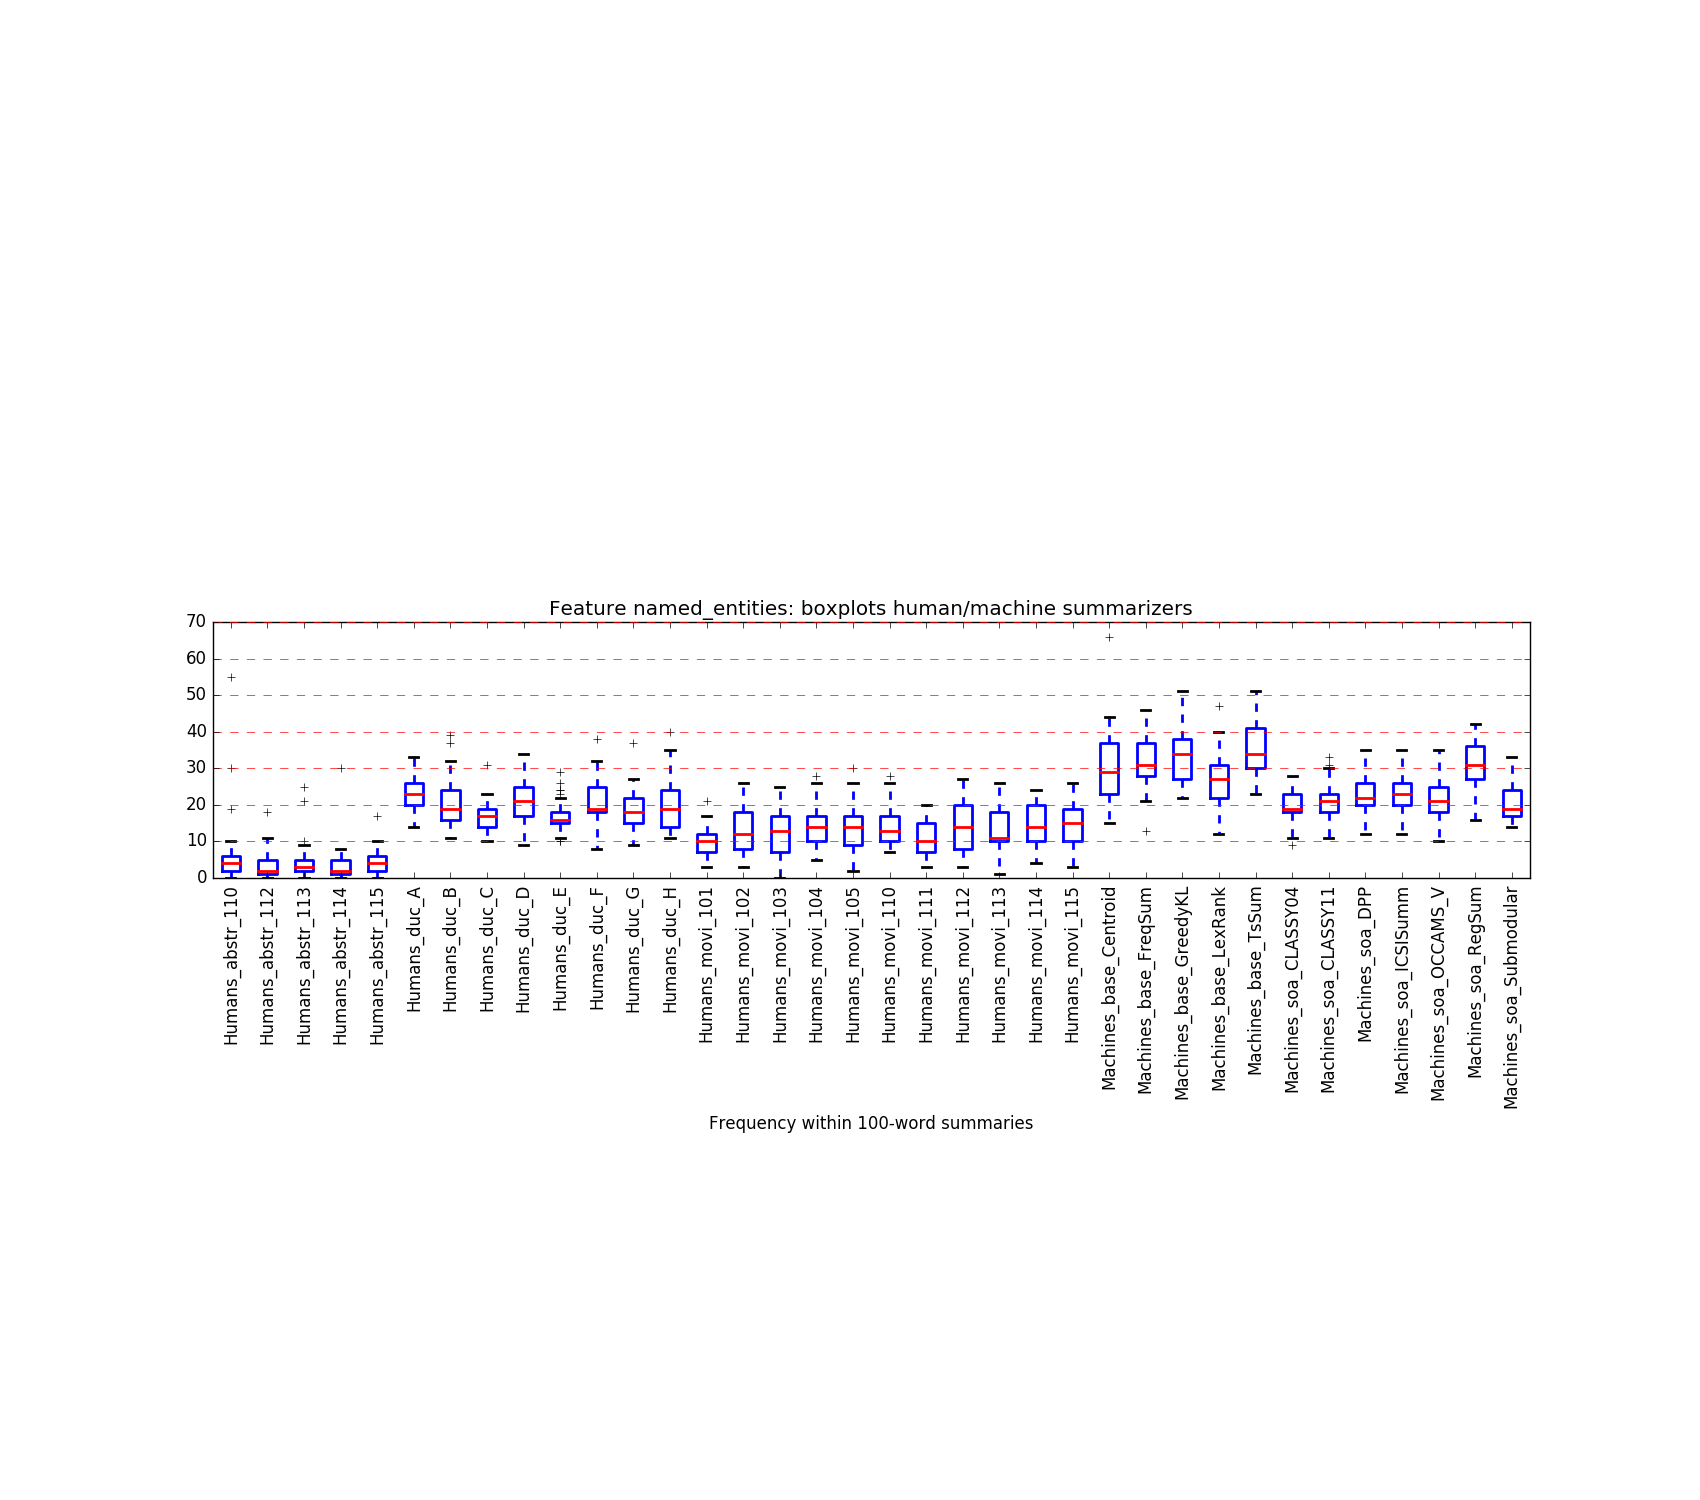 Feature named_entities: boxplots human/machine summarizers
70
60
50
40
30
20
10
0
Humans_abstr_110
Humans_abstr_112
Humans_abstr_113
Humans_abstr_114
Humans_abstr_115
Humans_duc_A
Humans_duc_B
Humans_duc_C
Humans_duc_D
Humans_duc_E
Humans_duc_F
Humans_duc_G
Humans_duc_H
Humans_movi_101
Humans_movi_102
Humans_movi_103
Humans_movi_104
Humans_movi_105
Humans_movi_110
Humans_movi_111
Humans_movi_112
Humans_movi_113
Humans_movi_114
Humans_movi_115
Machines_base_Centroid
Machines_base_FreqSum
Machines_base_GreedyKL
Machines_base_LexRank
Machines_base_TsSum
Machines_soa_CLASSY04
Machines_soa_CLASSY11
Machines_soa_DPP
Machines_soa_ICSISumm
Machines_soa_OCCAMS_V
Machines_soa_RegSum
Machines_soa_Submodular
Frequency within 100-word summaries